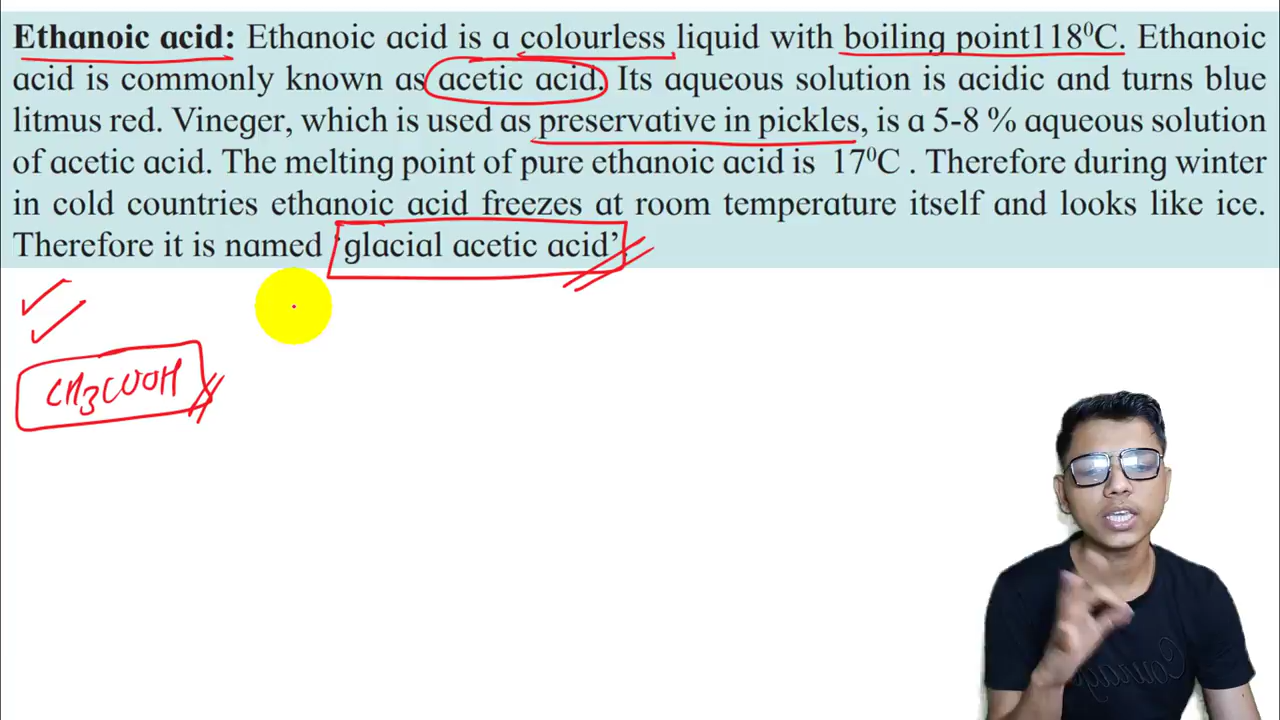 Ethanoic acid: Ethanoic acid is a colourless liquid with boiling point118⁰C. Ethanoic
acid is commonly known as acetic acid. Its aqueous solution is acidic and turns blue
litmus red. Vineger, which is used as preservative in pickles, is a 5-8 % aqueous solution
of acetic acid. The melting point of pure ethanoic acid is 17⁰C . Therefore during winter
in cold countries ethanoic acid freezes at room temperature itself and looks like ice.
Therefore it is named ‘glacial acetic acid’.
CH3COOH